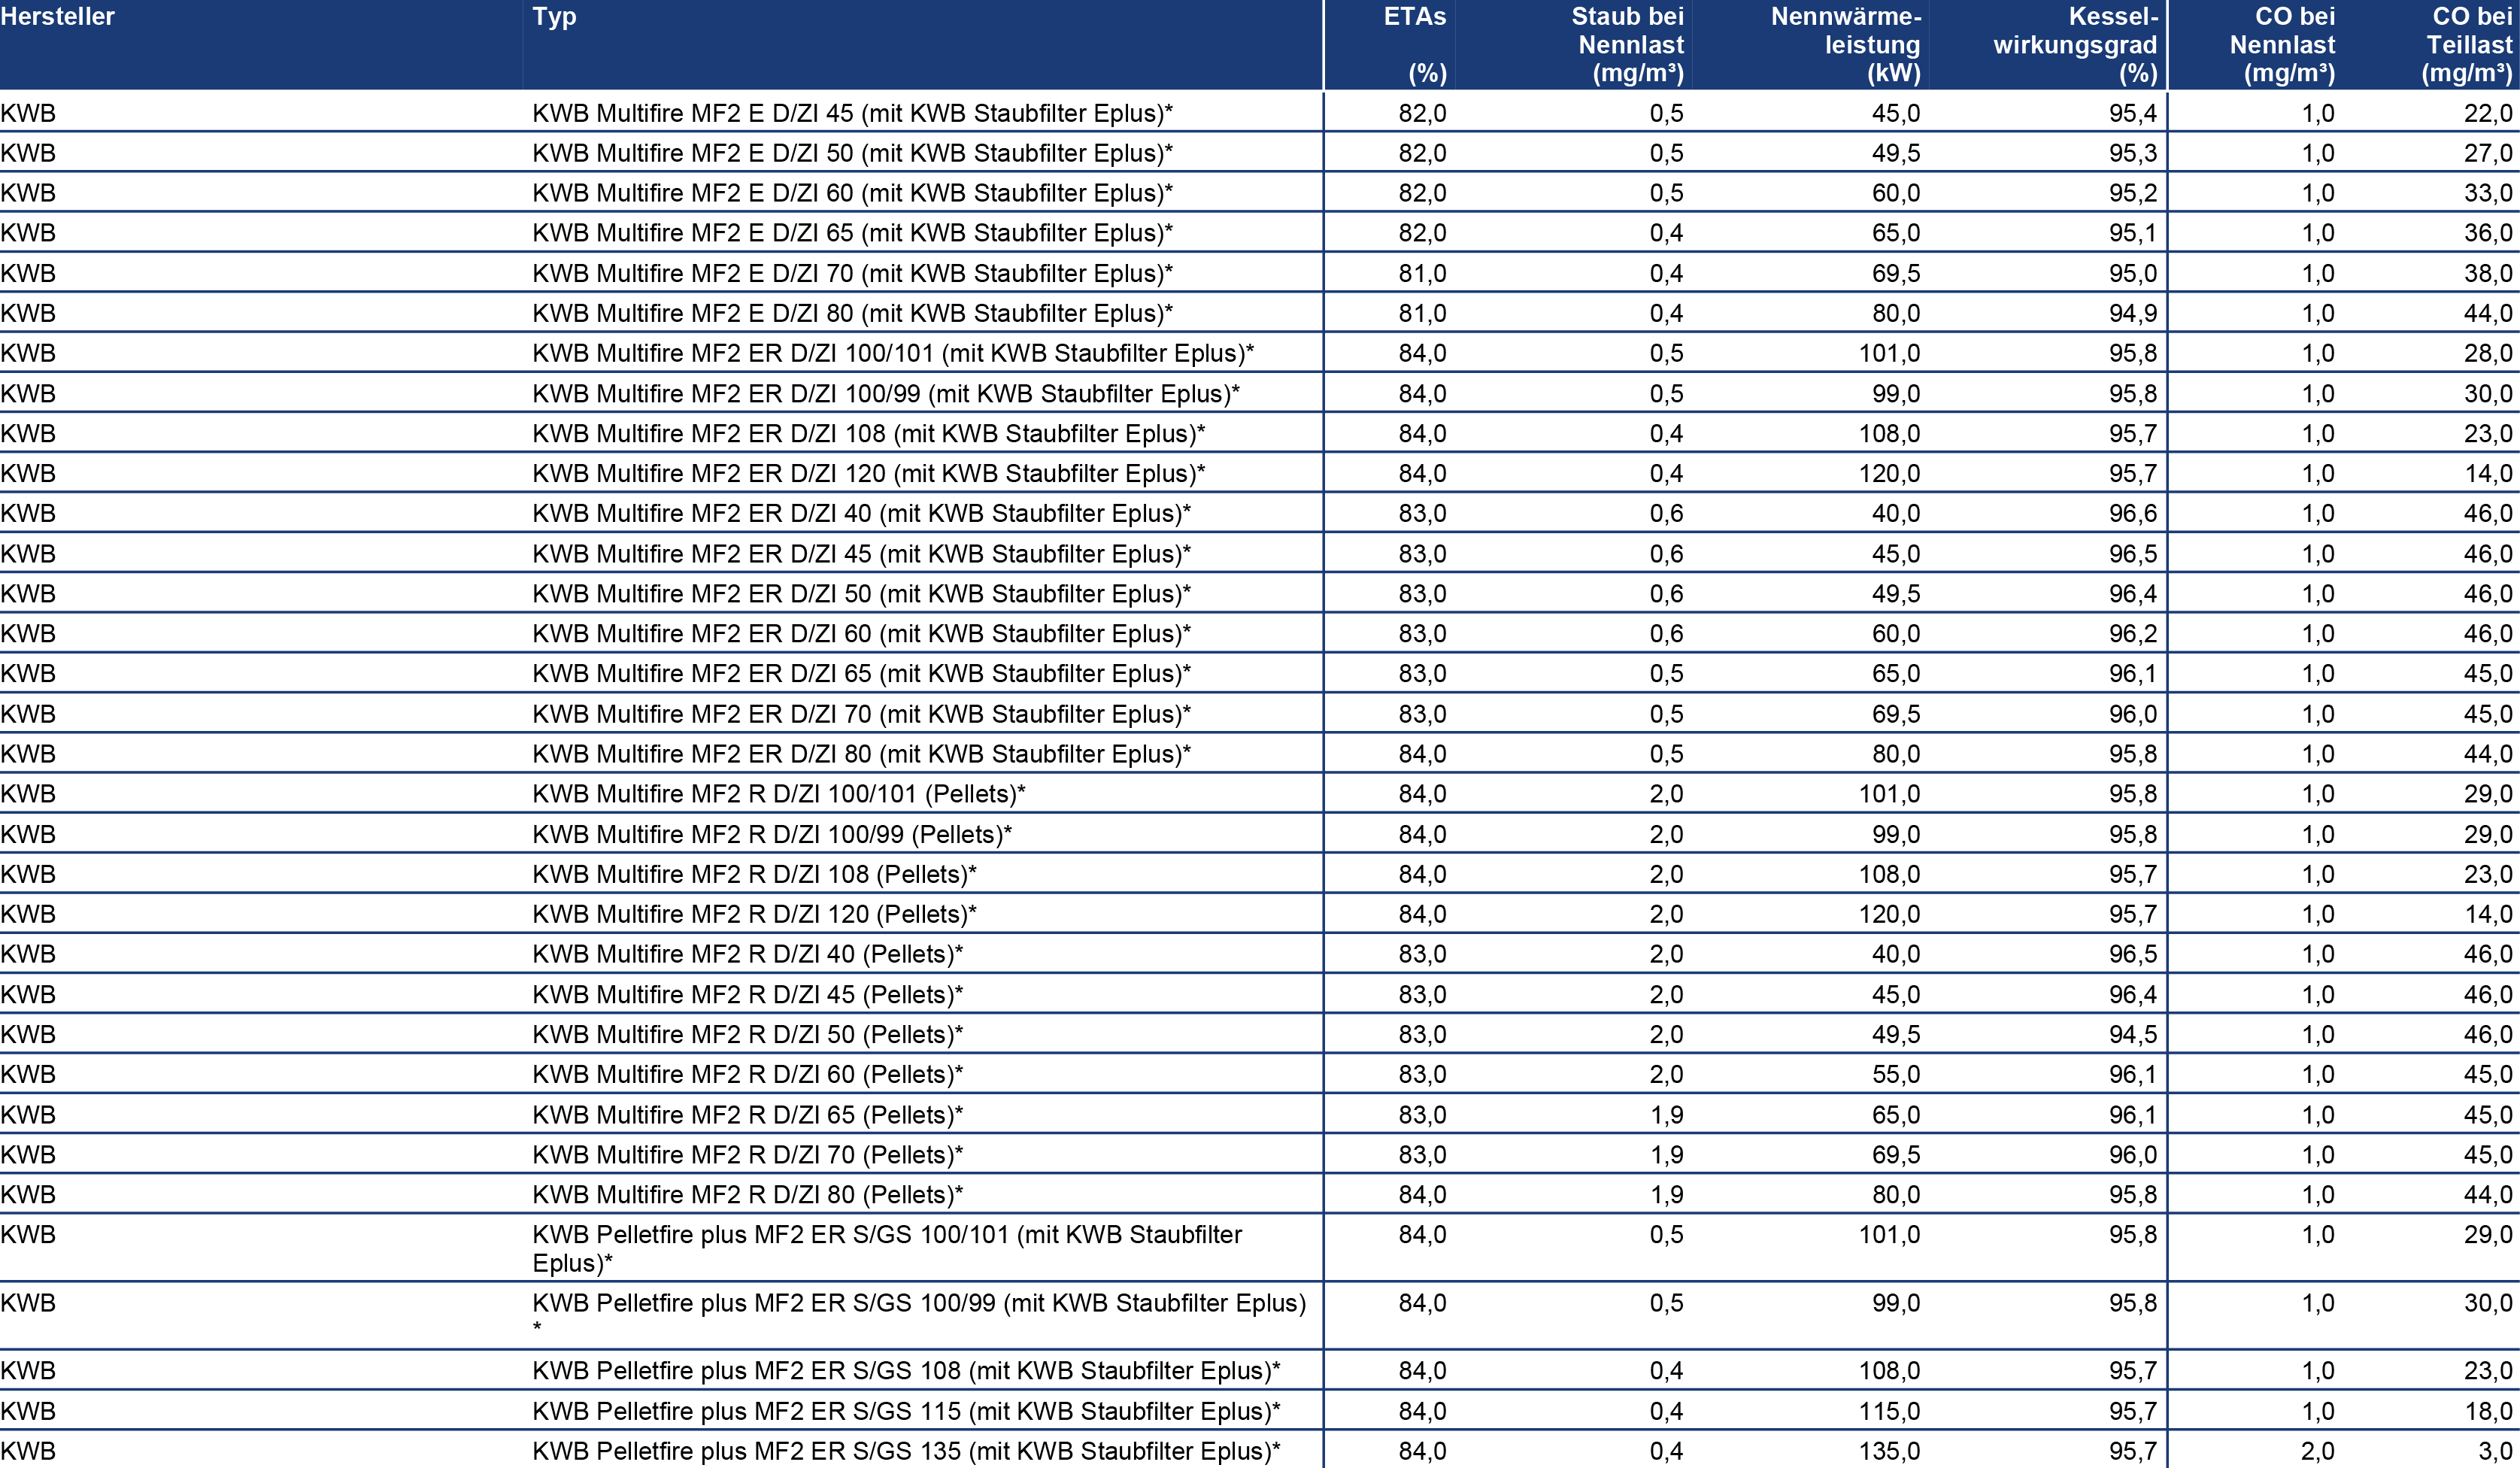 Hersteller Typ ETAs Staub bei Nennwärme- Kessel- CO bei CO bei
Nennlast leistung wirkungsgrad Nennlast Teillast
(%) (mg/m³) (kW) (%) (mg/m³) (mg/m³)
KWB KWB Multifire MF2 E D/ZI 45 (mit KWB Staubfilter Eplus)* 82,0 0,5 45,0 95,4 1,0 22,0
KWB KWB Multifire MF2 E D/ZI 50 (mit KWB Staubfilter Eplus)* 82,0 0,5 49,5 95,3 1,0 27,0
KWB KWB Multifire MF2 E D/ZI 60 (mit KWB Staubfilter Eplus)* 82,0 0,5 60,0 95,2 1,0 33,0
KWB KWB Multifire MF2 E D/ZI 65 (mit KWB Staubfilter Eplus)* 82,0 0,4 65,0 95,1 1,0 36,0
KWB KWB Multifire MF2 E D/ZI 70 (mit KWB Staubfilter Eplus)* 81,0 0,4 69,5 95,0 1,0 38,0
KWB KWB Multifire MF2 E D/ZI 80 (mit KWB Staubfilter Eplus)* 81,0 0,4 80,0 94,9 1,0 44,0
KWB KWB Multifire MF2 ER D/ZI 100/101 (mit KWB Staubfilter Eplus)* 84,0 0,5 101,0 95,8 1,0 28,0
KWB KWB Multifire MF2 ER D/ZI 100/99 (mit KWB Staubfilter Eplus)* 84,0 0,5 99,0 95,8 1,0 30,0
KWB KWB Multifire MF2 ER D/ZI 108 (mit KWB Staubfilter Eplus)* 84,0 0,4 108,0 95,7 1,0 23,0
KWB KWB Multifire MF2 ER D/ZI 120 (mit KWB Staubfilter Eplus)* 84,0 0,4 120,0 95,7 1,0 14,0
KWB KWB Multifire MF2 ER D/ZI 40 (mit KWB Staubfilter Eplus)* 83,0 0,6 40,0 96,6 1,0 46,0
KWB KWB Multifire MF2 ER D/ZI 45 (mit KWB Staubfilter Eplus)* 83,0 0,6 45,0 96,5 1,0 46,0
KWB KWB Multifire MF2 ER D/ZI 50 (mit KWB Staubfilter Eplus)* 83,0 0,6 49,5 96,4 1,0 46,0
KWB KWB Multifire MF2 ER D/ZI 60 (mit KWB Staubfilter Eplus)* 83,0 0,6 60,0 96,2 1,0 46,0
KWB KWB Multifire MF2 ER D/ZI 65 (mit KWB Staubfilter Eplus)* 83,0 0,5 65,0 96,1 1,0 45,0
KWB KWB Multifire MF2 ER D/ZI 70 (mit KWB Staubfilter Eplus)* 83,0 0,5 69,5 96,0 1,0 45,0
KWB KWB Multifire MF2 ER D/ZI 80 (mit KWB Staubfilter Eplus)* 84,0 0,5 80,0 95,8 1,0 44,0
KWB KWB Multifire MF2 R D/ZI 100/101 (Pellets)* 84,0 2,0 101,0 95,8 1,0 29,0
KWB KWB Multifire MF2 R D/ZI 100/99 (Pellets)* 84,0 2,0 99,0 95,8 1,0 29,0
KWB KWB Multifire MF2 R D/ZI 108 (Pellets)* 84,0 2,0 108,0 95,7 1,0 23,0
KWB KWB Multifire MF2 R D/ZI 120 (Pellets)* 84,0 2,0 120,0 95,7 1,0 14,0
KWB KWB Multifire MF2 R D/ZI 40 (Pellets)* 83,0 2,0 40,0 96,5 1,0 46,0
KWB KWB Multifire MF2 R D/ZI 45 (Pellets)* 83,0 2,0 45,0 96,4 1,0 46,0
KWB KWB Multifire MF2 R D/ZI 50 (Pellets)* 83,0 2,0 49,5 94,5 1,0 46,0
KWB KWB Multifire MF2 R D/ZI 60 (Pellets)* 83,0 2,0 55,0 96,1 1,0 45,0
KWB KWB Multifire MF2 R D/ZI 65 (Pellets)* 83,0 1,9 65,0 96,1 1,0 45,0
KWB KWB Multifire MF2 R D/ZI 70 (Pellets)* 83,0 1,9 69,5 96,0 1,0 45,0
KWB KWB Multifire MF2 R D/ZI 80 (Pellets)* 84,0 1,9 80,0 95,8 1,0 44,0
KWB KWB Pelletfire plus MF2 ER S/GS 100/101 (mit KWB Staubfilter 84,0 0,5 101,0 95,8 1,0 29,0
Eplus)*
KWB KWB Pelletfire plus MF2 ER S/GS 100/99 (mit KWB Staubfilter Eplus) 84,0 0,5 99,0 95,8 1,0 30,0
*
KWB KWB Pelletfire plus MF2 ER S/GS 108 (mit KWB Staubfilter Eplus)* 84,0 0,4 108,0 95,7 1,0 23,0
KWB KWB Pelletfire plus MF2 ER S/GS 115 (mit KWB Staubfilter Eplus)* 84,0 0,4 115,0 95,7 1,0 18,0
KWB KWB Pelletfire plus MF2 ER S/GS 135 (mit KWB Staubfilter Eplus)* 84,0 0,4 135,0 95,7 2,0 3,0